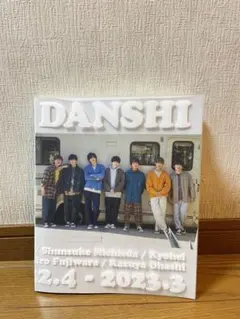 DANSHI
Shunsuke Michieda / Kyohei
ro Fujiwara / Kazuya Ohashi
2.4 - 2023.3